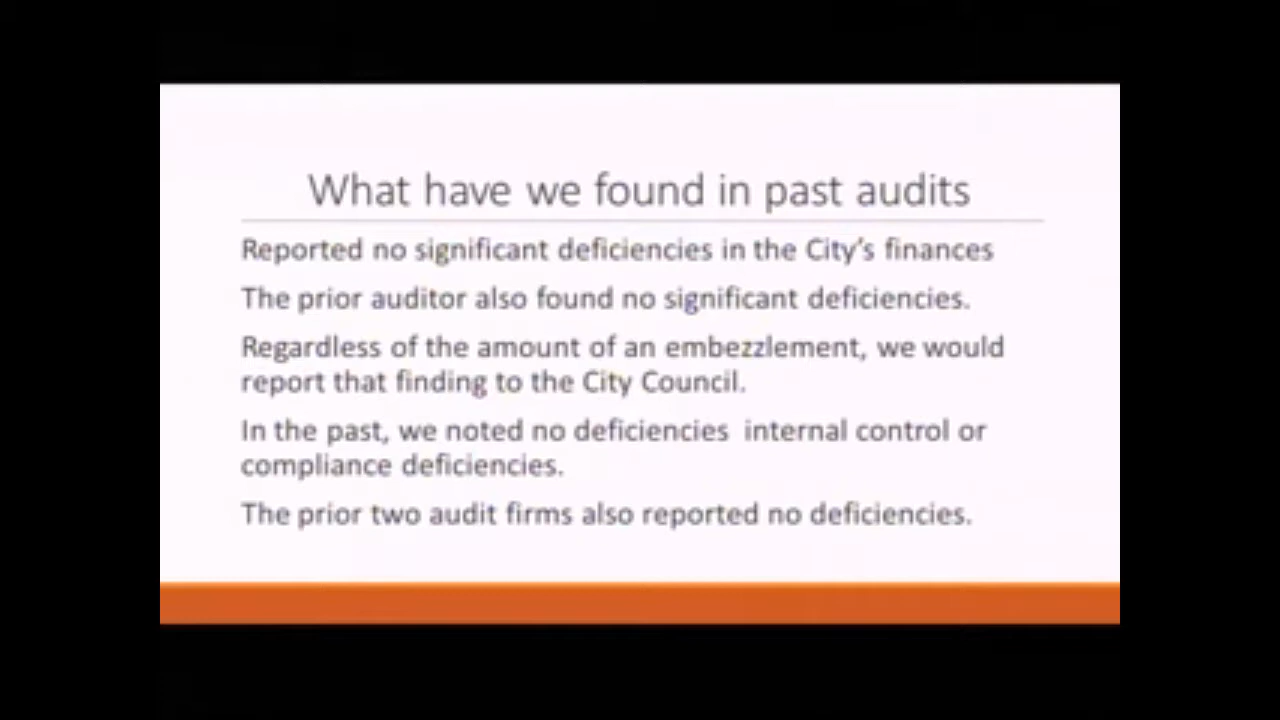 What have we found in past audits
Reported no significant deficiencies in the City's finances
The prior auditor also found no significant deficiencies.
Regardless of the amount of an embezzlement, we would
report that finding to the City Council.
In the past, we noted no deficiencies  internal control or
compliance deficiencies.
The prior two audit firms also reported no deficiencies.